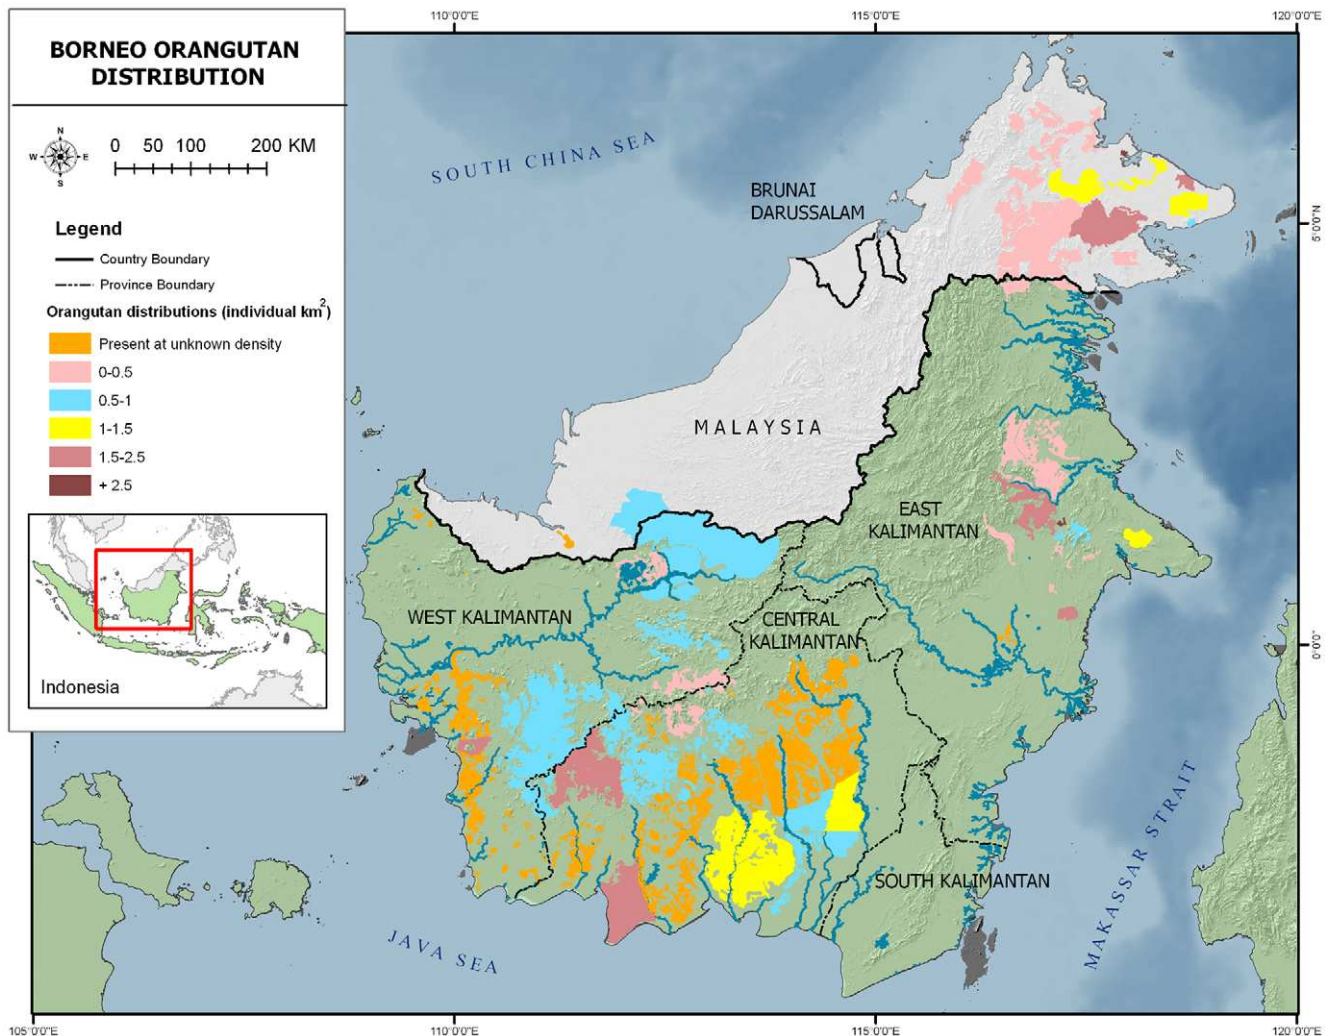 BORNEO ORANGUTAN
DISTRIBUTION
N
W
E
S
0 50 100 200 KM
Legend
Country Boundary
Province Boundary
Orangutan distributions (individual km²)
Present at unknown density
0-0.5
0.5-1
1-1.5
1.5-2.5
+ 2.5
Indonesia
110°0'0"E
115°0'0"E
120°0'0"E
SOUTH CHINA SEA
BRUNAI
DARUSSALAM
5°0'0"N
MALAYSIA
EAST
KALIMANTAN
WEST KALIMANTAN
CENTRAL
KALIMANTAN
0°0'0"
SOUTH KALIMANTAN
MAKASSAR STRAIT
JAVA SEA
105°0'0"E
110°0'0"E
115°0'0"E
120°0'0"E